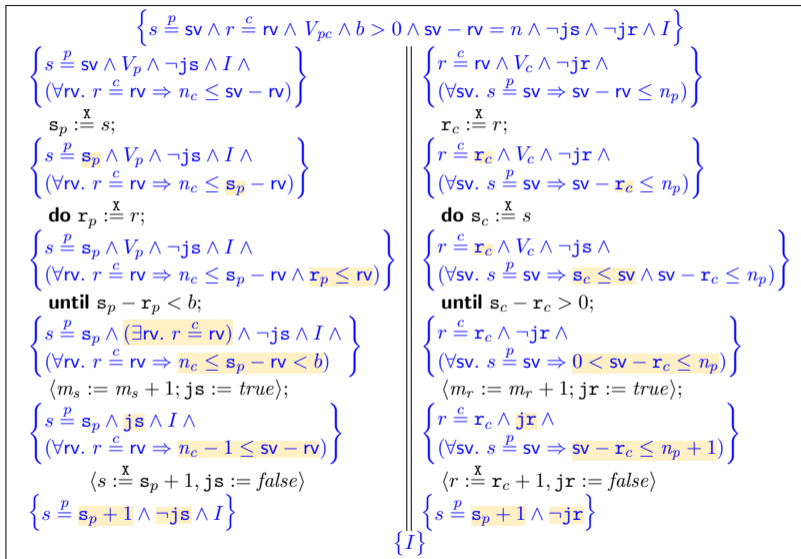 {s =ᵖ sv ∧ r =ᶜ rv ∧ V_pc ∧ b > 0 ∧ sv − rv = n ∧ ¬js ∧ ¬jr ∧ I}
{s =ᵖ sv ∧ V_p ∧ ¬js ∧ I ∧
(∀rv. r =ᶜ rv ⇒ n_c ≤ sv − rv)}
s_p :=ˣ s;
{s =ᵖ s_p ∧ V_p ∧ ¬js ∧ I ∧
(∀rv. r =ᶜ rv ⇒ n_c ≤ s_p − rv)}
do r_p :=ˣ r;
{s =ᵖ s_p ∧ V_p ∧ ¬js ∧ I ∧
(∀rv. r =ᶜ rv ⇒ n_c ≤ s_p − rv ∧ r_p ≤ rv)}
until s_p − r_p < b;
{s =ᵖ s_p ∧ (∃rv. r =ᶜ rv) ∧ ¬js ∧ I ∧
(∀rv. r =ᶜ rv ⇒ n_c ≤ s_p − rv < b)}
⟨m_s := m_s + 1; js := true⟩;
{s =ᵖ s_p ∧ js ∧ I ∧
(∀rv. r =ᶜ rv ⇒ n_c − 1 ≤ sv − rv)}
⟨s :=ˣ s_p + 1, js := false⟩
{s =ᵖ s_p + 1 ∧ ¬js ∧ I}
{r =ᶜ rv ∧ V_c ∧ ¬jr ∧
(∀sv. s =ᵖ sv ⇒ sv − rv ≤ n_p)}
r_c :=ˣ r;
{r =ᶜ r_c ∧ V_c ∧ ¬jr ∧
(∀sv. s =ᵖ sv ⇒ sv − r_c ≤ n_p)}
do s_c :=ˣ s
{r =ᶜ r_c ∧ V_c ∧ ¬js ∧
(∀sv. s =ᵖ sv ⇒ s_c ≤ sv ∧ sv − r_c ≤ n_p)}
until s_c − r_c > 0;
{r =ᶜ r_c ∧ ¬jr ∧
(∀sv. s =ᵖ sv ⇒ 0 < sv − r_c ≤ n_p)}
⟨m_r := m_r + 1; jr := true⟩;
{r =ᶜ r_c ∧ jr ∧
(∀sv. s =ᵖ sv ⇒ sv − r_c ≤ n_p + 1)}
⟨r :=ˣ r_c + 1, jr := false⟩
{s =ᵖ s_p + 1 ∧ ¬jr}
{I}